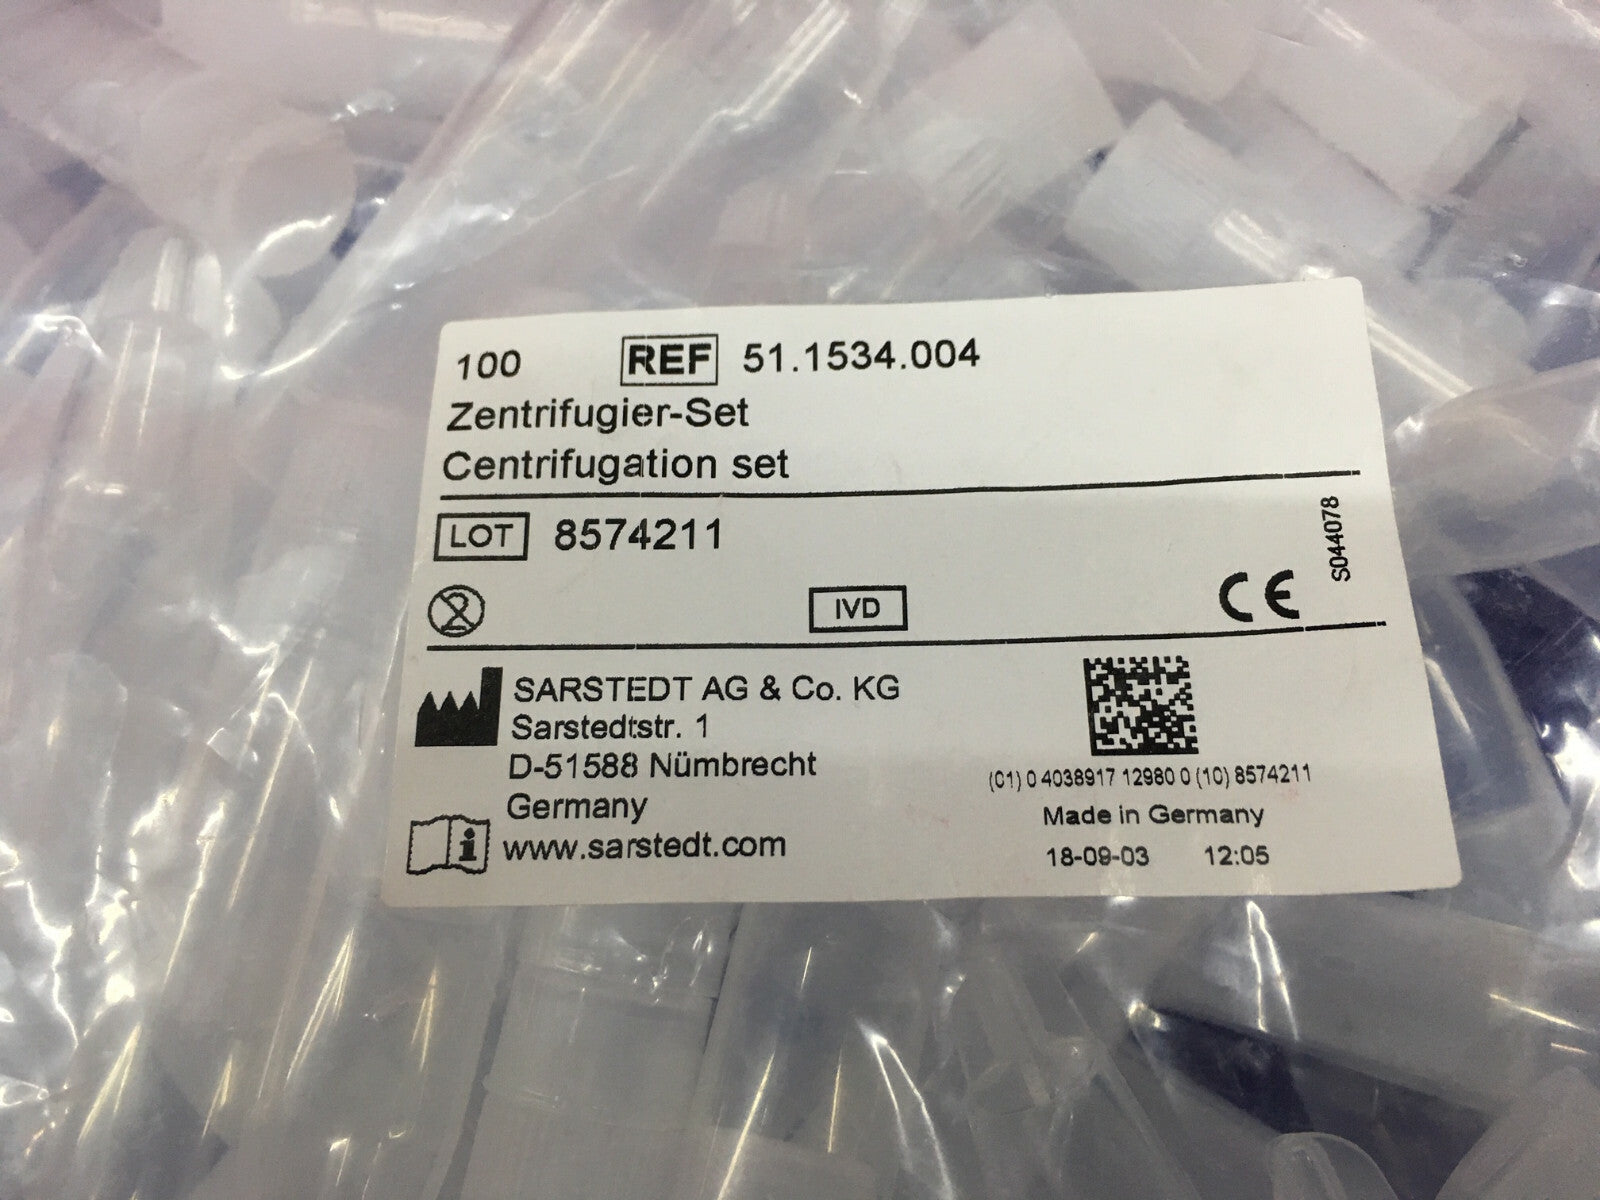 100 REF 51.1534.004
Zentrifugier-Set
Centrifugation set
LOT 8574211
S044078
2 IVD CE
SARSTEDT AG & Co. KG
Sarstedtstr. 1
D-51588 Nümbrecht
Germany
www.sarstedt.com
(01) 0 4038917 12980 0 (10) 8574211
Made in Germany
18-09-03 12:05